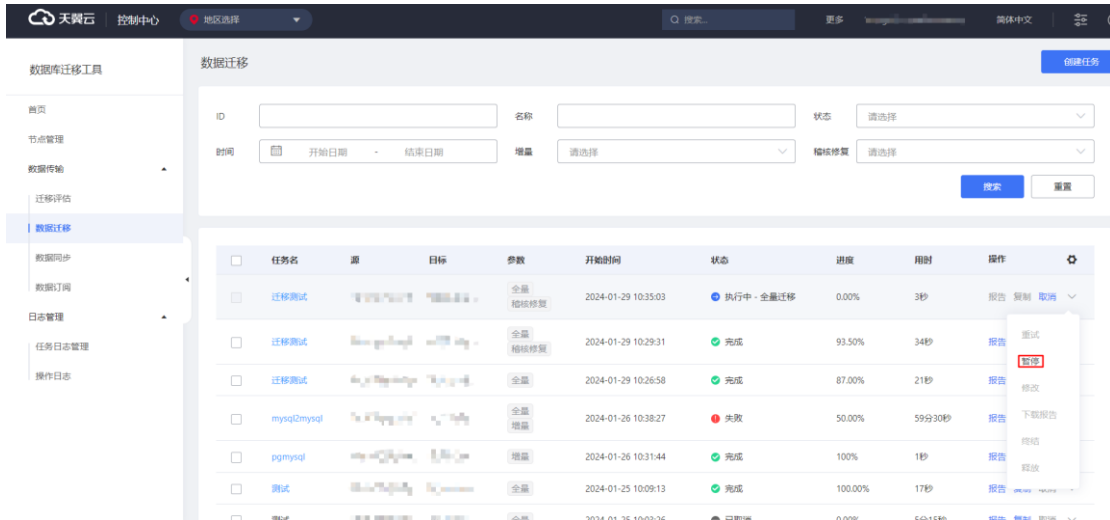 天翼云 控制中心 地区选择 搜索... 更多 简体中文
数据库迁移工具
首页
节点管理
数据传输
迁移评估
数据迁移
数据同步
数据订阅
日志管理
任务日志管理
操作日志
数据迁移 创建任务
ID 名称 状态 请选择
时间 开始日期 - 结束日期 增量 请选择 稽核修复 请选择
搜索 重置
任务名 源 目标 参数 开始时间 状态 进度 用时 操作
迁移测试 全量 稽核修复 2024-01-29 10:35:03 执行中 - 全量迁移 0.00% 3秒 报告 复制 取消
迁移测试 全量 稽核修复 2024-01-29 10:29:31 完成 93.50% 34秒 报告
迁移测试 全量 2024-01-29 10:26:58 完成 87.00% 21秒 报告
mysql2mysql 全量 增量 2024-01-26 10:38:27 失败 50.00% 59分30秒 报告
pgmysql 增量 2024-01-26 10:31:44 完成 100% 1秒 报告
测试 全量 2024-01-25 10:09:13 完成 100.00% 17秒 报告
重试
暂停
修改
下载报告
终结
释放